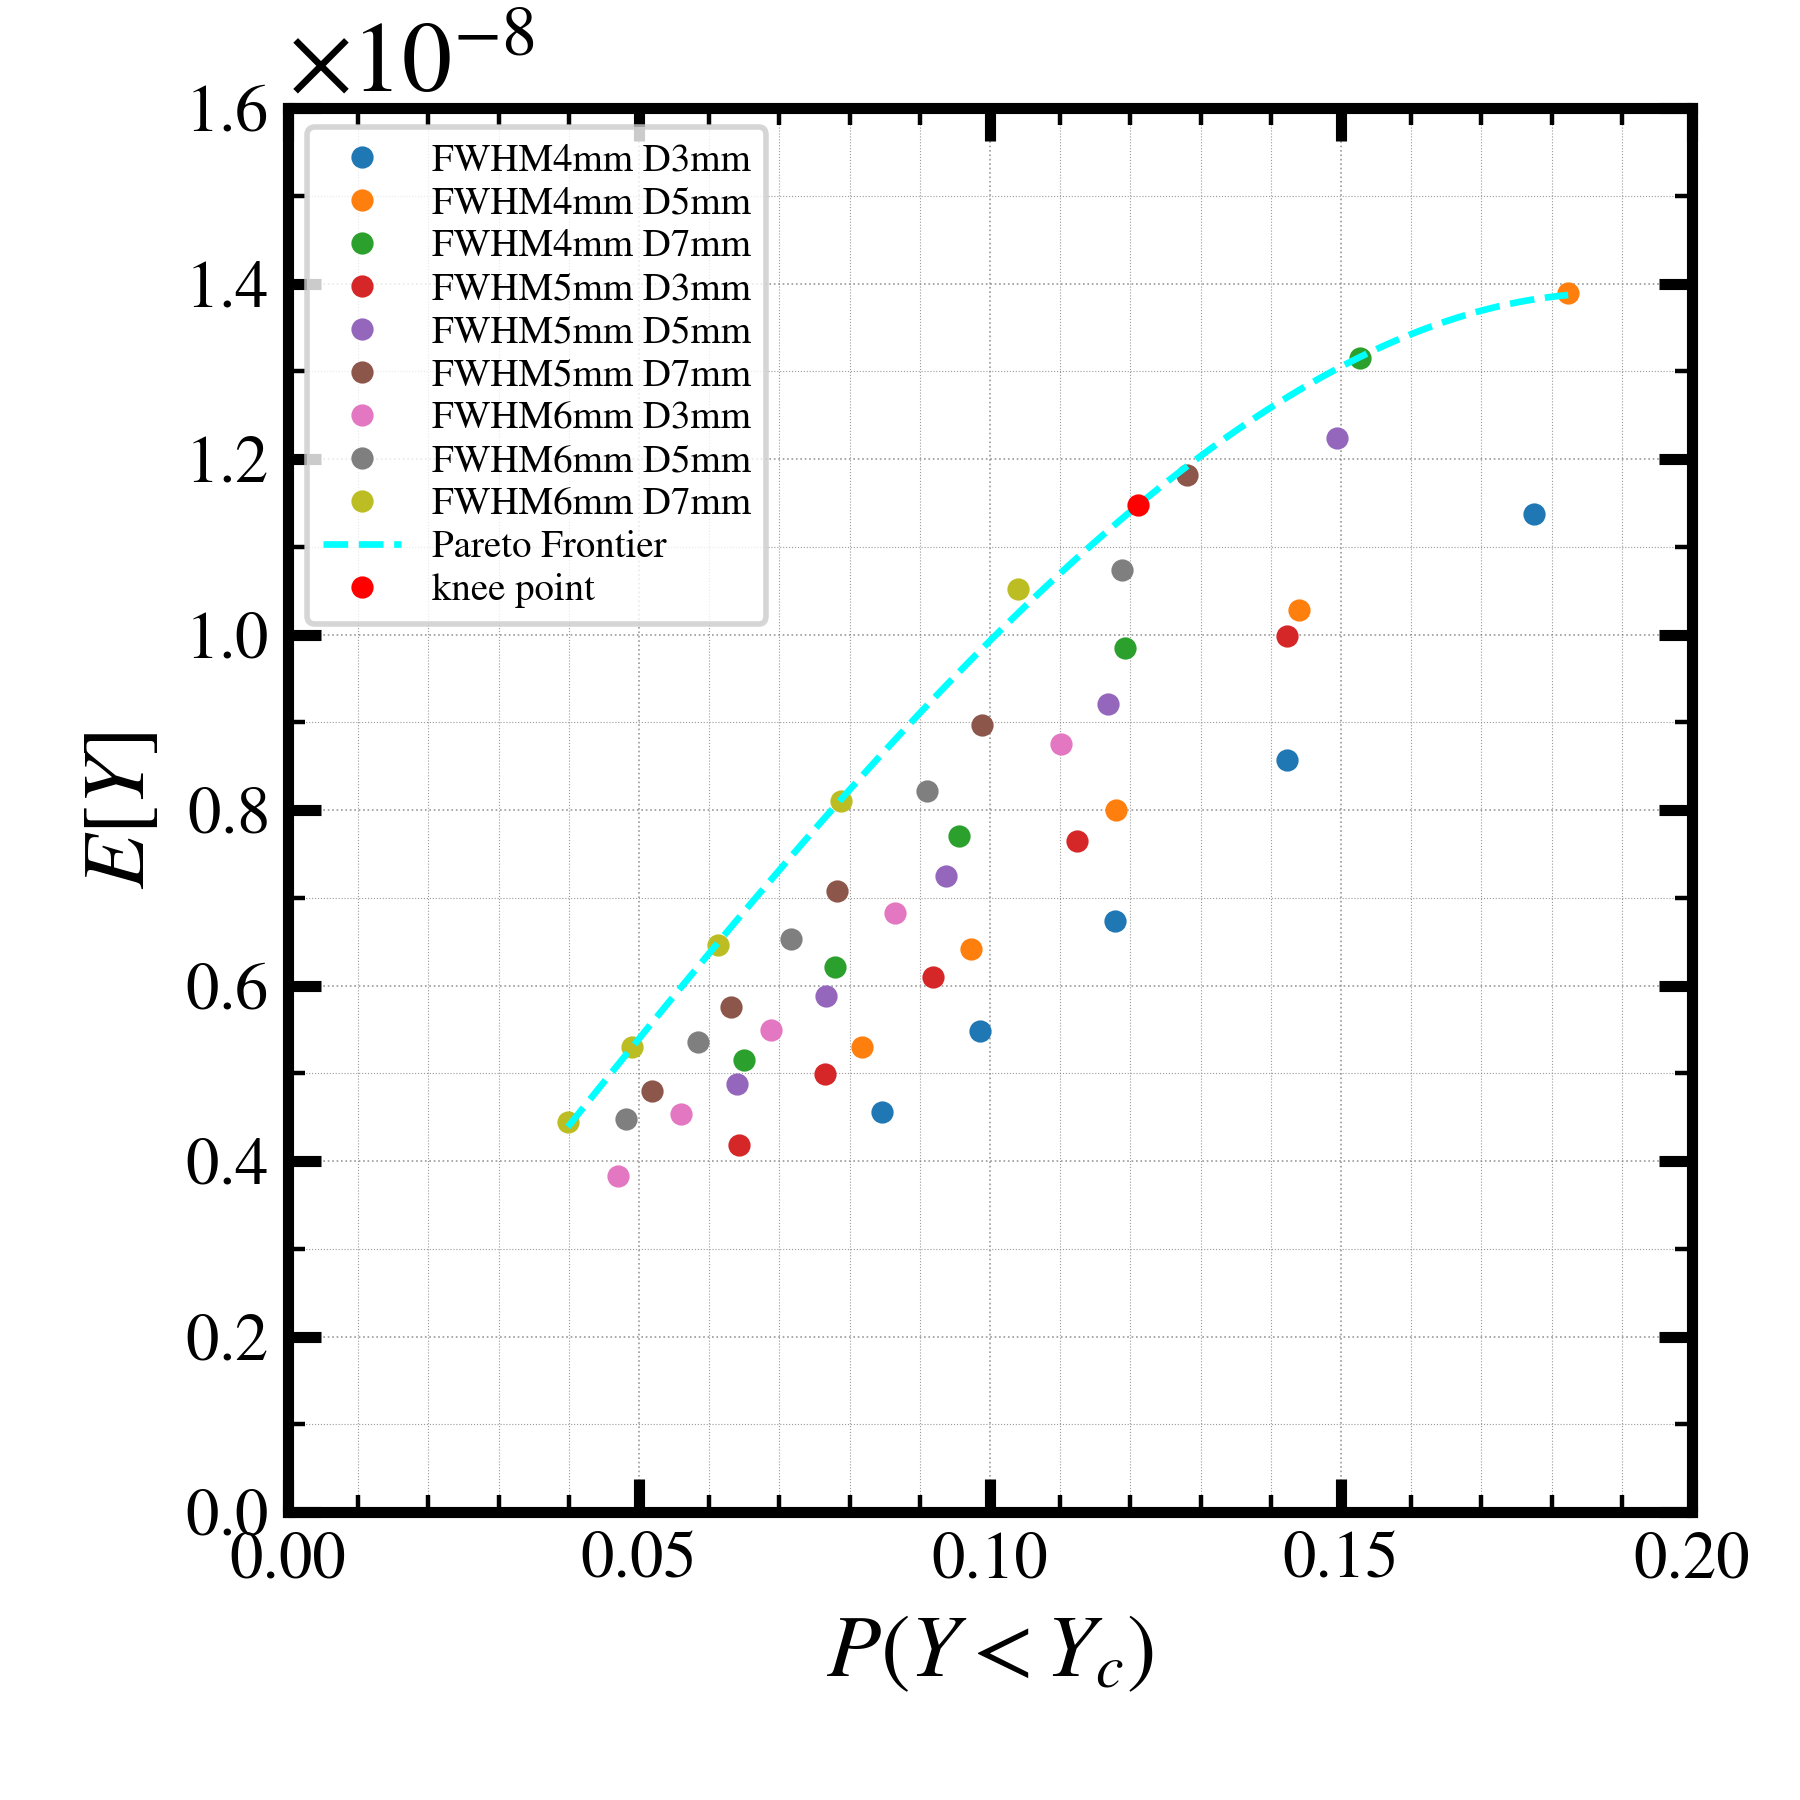 ×10⁻⁸
1.6
1.4
1.2
1.0
0.8
0.6
0.4
0.2
0.0
E[Y]
FWHM4mm D3mm
FWHM4mm D5mm
FWHM4mm D7mm
FWHM5mm D3mm
FWHM5mm D5mm
FWHM5mm D7mm
FWHM6mm D3mm
FWHM6mm D5mm
FWHM6mm D7mm
Pareto Frontier
knee point
0.00 0.05 0.10 0.15 0.20
P(Y < Y_c)